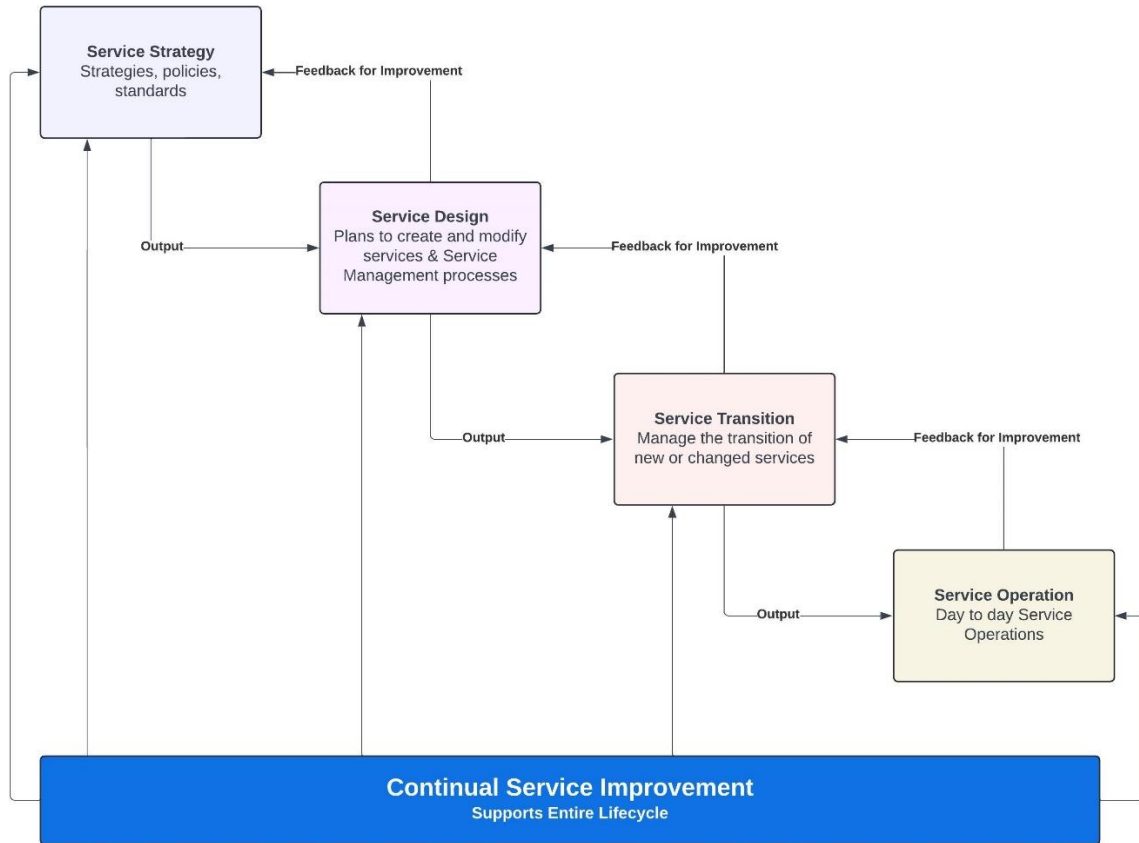 Service Strategy
Strategies, policies,
standards
Feedback for Improvement
Service Design
Plans to create and modify
services & Service
Management processes
Output
Feedback for Improvement
Service Transition
Manage the transition of
new or changed services
Output
Feedback for Improvement
Service Operation
Day to day Service
Operations
Output
Continual Service Improvement
Supports Entire Lifecycle